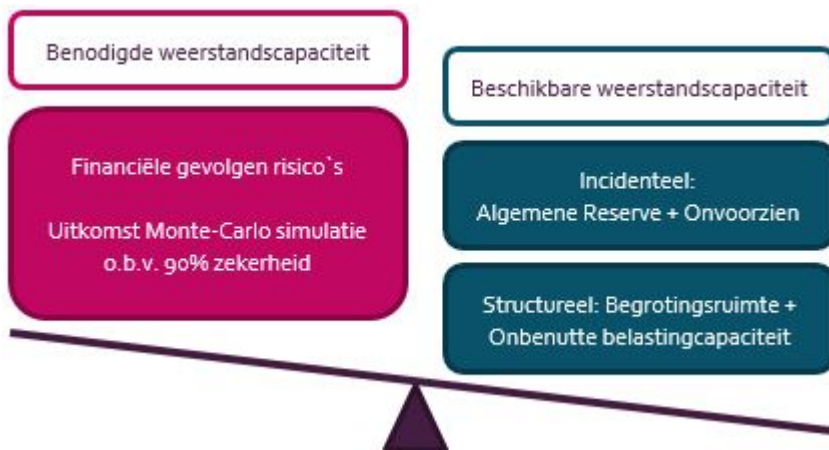 Benodigde weerstandscapaciteit
Financiële gevolgen risico`s
Uitkomst Monte-Carlo simulatie
o.b.v. 90% zekerheid
Beschikbare weerstandscapaciteit
Incidenteel:
Algemene Reserve + Onvoorzien
Structureel: Begrotingsruimte +
Onbenutte belastingcapaciteit